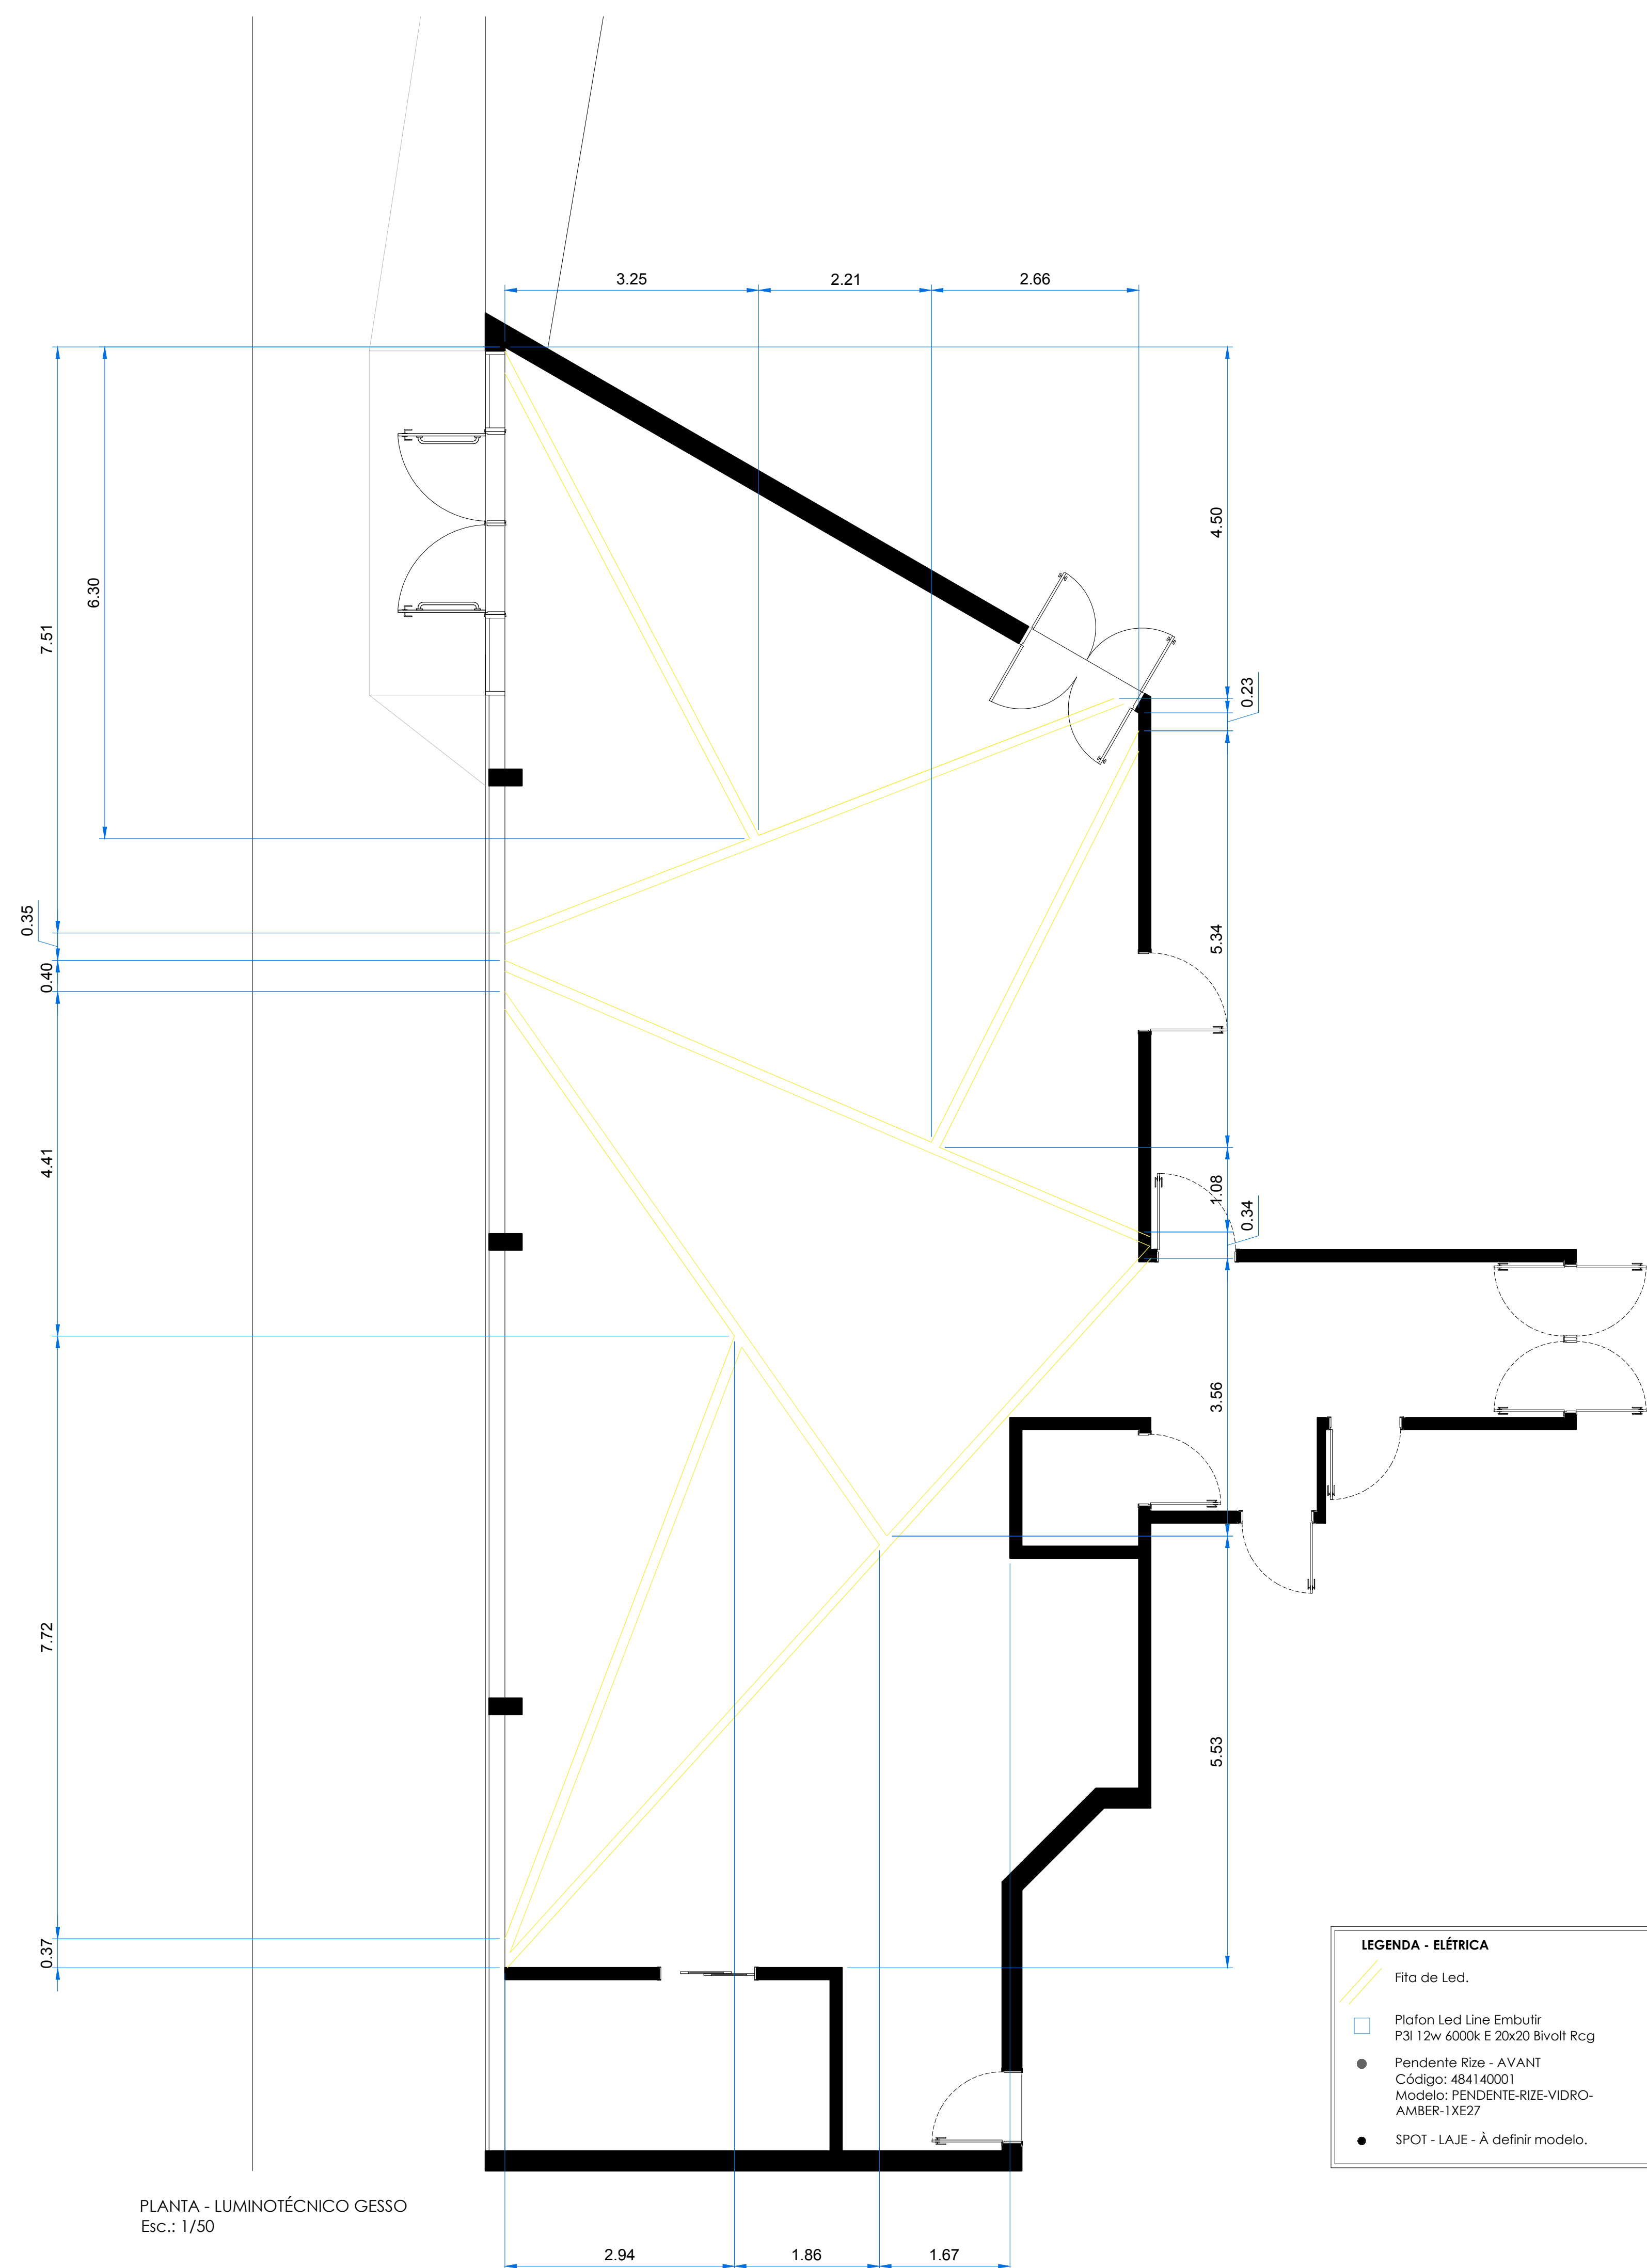 3.25
2.21
2.66
4.50
6.30
7.51
0.23
0.35
5.34
0.40
4.41
1.08
0.34
3.56
7.72
5.53
0.37
LEGENDA - ELÉTRICA
Fita de Led.
Plafon Led Line Embutir
P3I 12w 6000k E 20x20 Bivolt Rcg
Pendente Rize - AVANT
Código: 484140001
Modelo: PENDENTE-RIZE-VIDRO-
AMBER-1XE27
SPOT - LAJE - À definir modelo.
PLANTA - LUMINOTÉCNICO GESSO
Esc.: 1/50
2.94
1.86
1.67